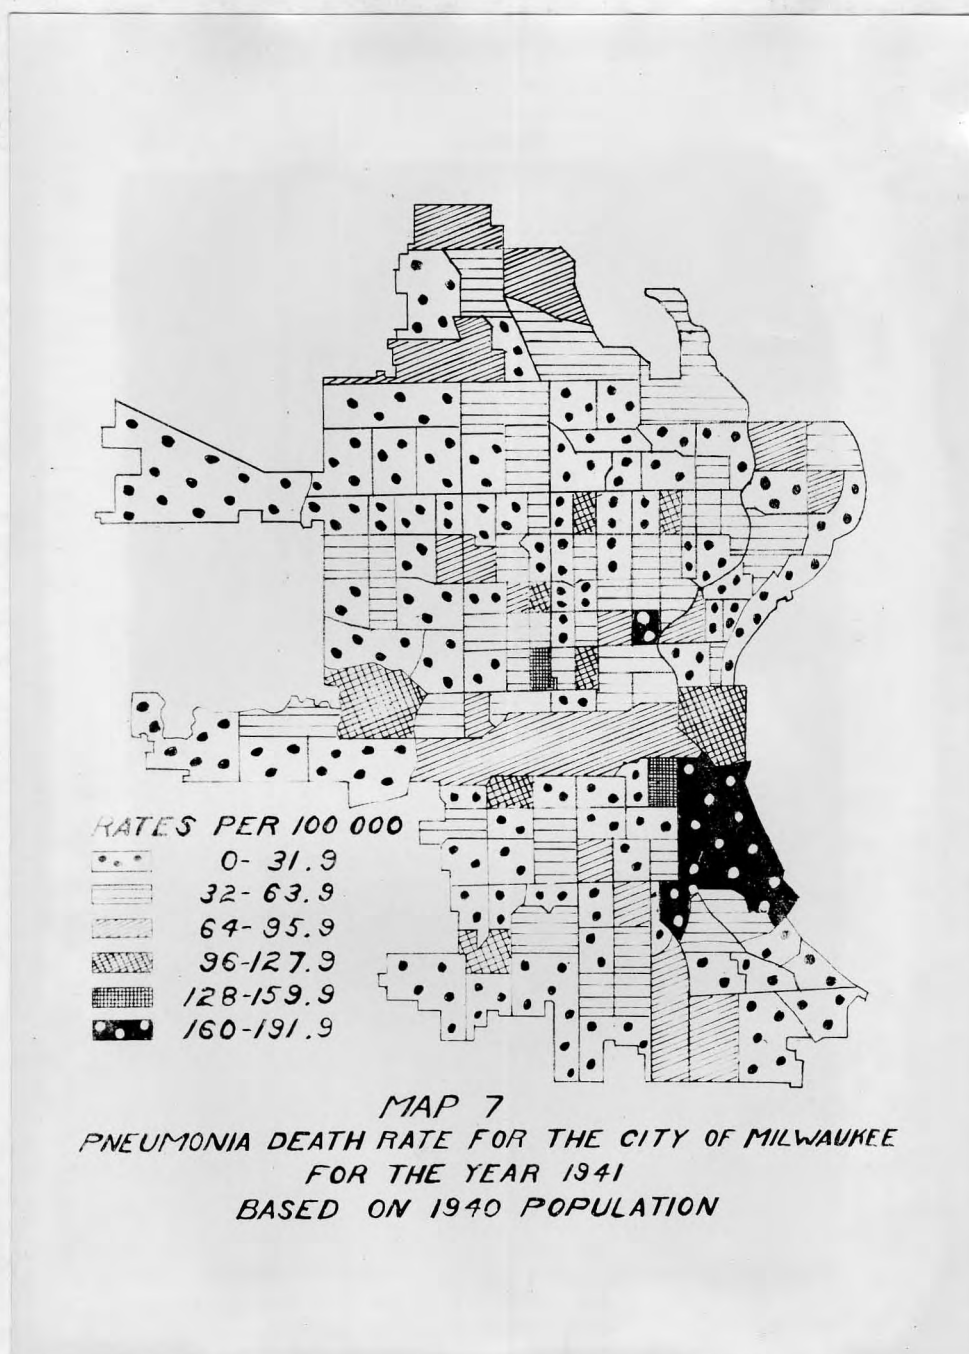 RATES PER 100 000
0- 31.9
32- 63.9
64- 95.9
96-127.9
128-159.9
160-191.9
MAP 7
PNEUMONIA DEATH RATE FOR THE CITY OF MILWAUKEE
FOR THE YEAR 1941
BASED ON 1940 POPULATION